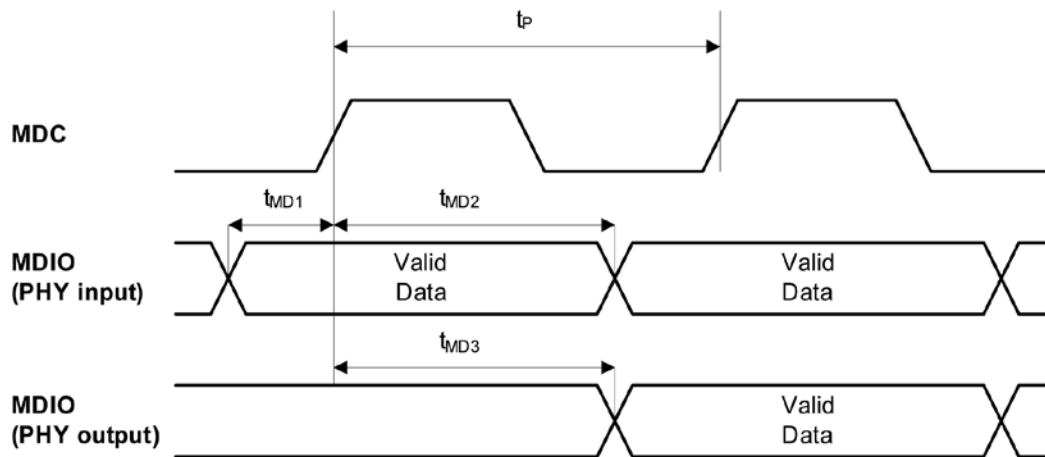 tP
MDC
tMD1
tMD2
MDIO
(PHY input)
Valid
Data
Valid
Data
tMD3
MDIO
(PHY output)
Valid
Data